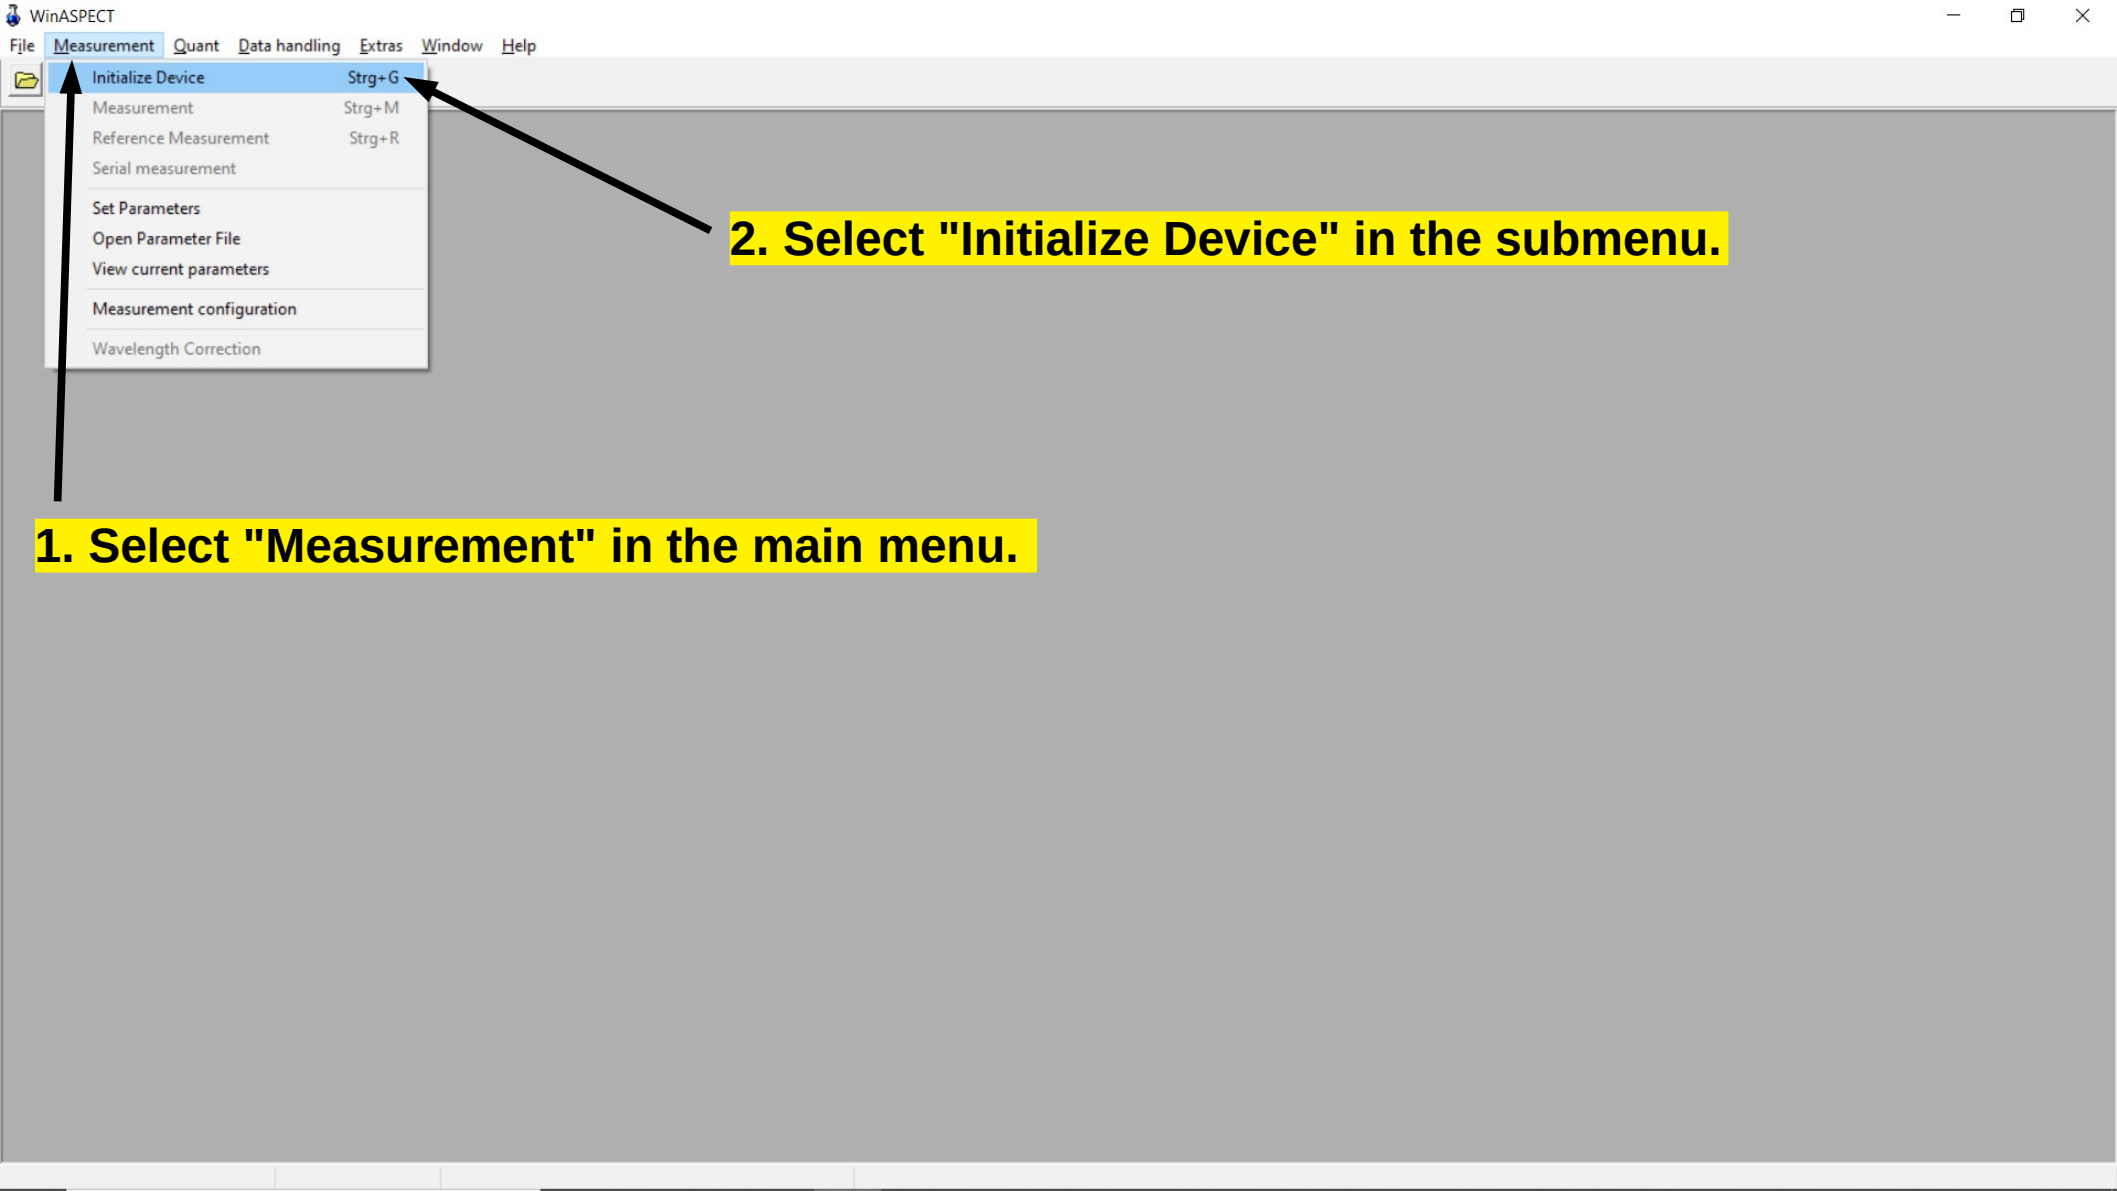 WinASPECT
File Measurement Quant Data handling Extras Window Help
Initialize Device Strg+G
Measurement Strg+M
Reference Measurement Strg+R
Serial measurement
Set Parameters
Open Parameter File
View current parameters
Measurement configuration
Wavelength Correction
2. Select "Initialize Device" in the submenu.
1. Select "Measurement" in the main menu.